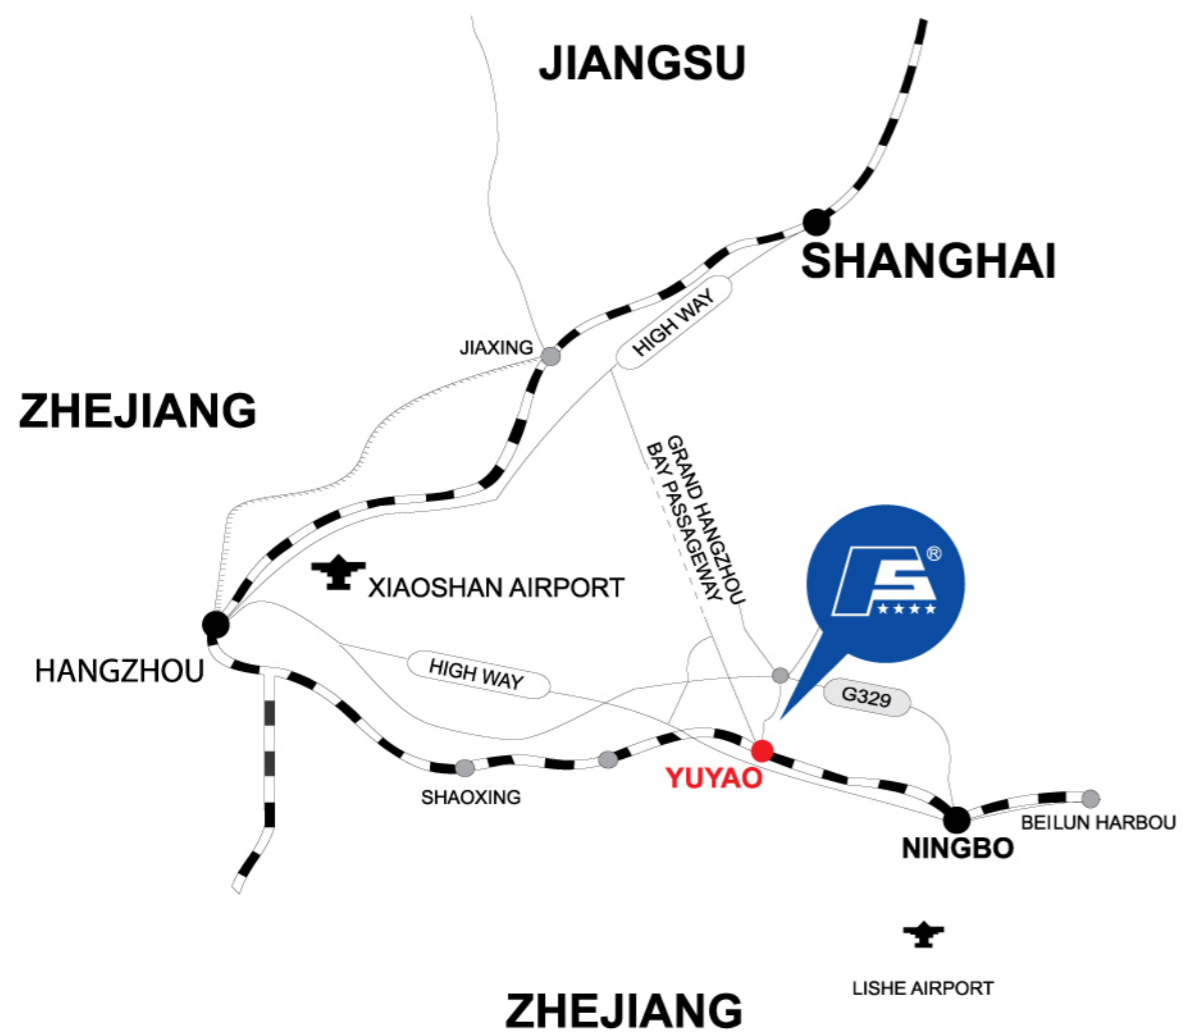 JIANGSU
SHANGHAI
HIGH WAY
JIAXING
ZHEJIANG
GRAND HANGZHOU
BAY PASSAGEWAY
FS
®
★★★★
XIAOSHAN AIRPORT
HANGZHOU
HIGH WAY
G329
YUYAO
SHAOXING
BEILUN HARBOU
NINGBO
LISHE AIRPORT
ZHEJIANG